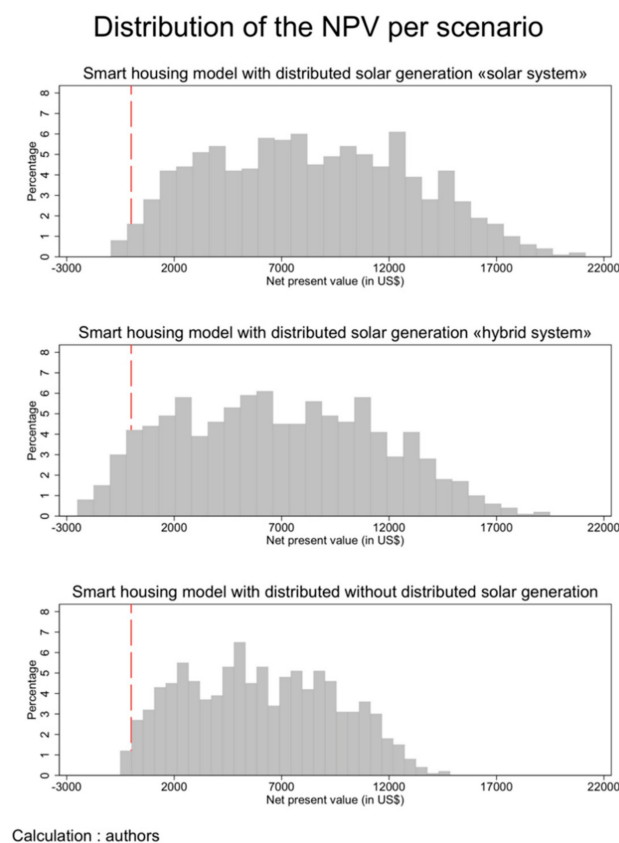 Distribution of the NPV per scenario
Smart housing model with distributed solar generation «solar system»
Percentage
0 1 2 3 4 5 6 7 8
-3000 2000 7000 12000 17000 22000
Net present value (in US$)
Smart housing model with distributed solar generation «hybrid system»
Percentage
0 1 2 3 4 5 6 7 8
-3000 2000 7000 12000 17000 22000
Net present value (in US$)
Smart housing model with distributed without distributed solar generation
Percentage
0 1 2 3 4 5 6 7 8
-3000 2000 7000 12000 17000 22000
Net present value (in US$)
Calculation : authors